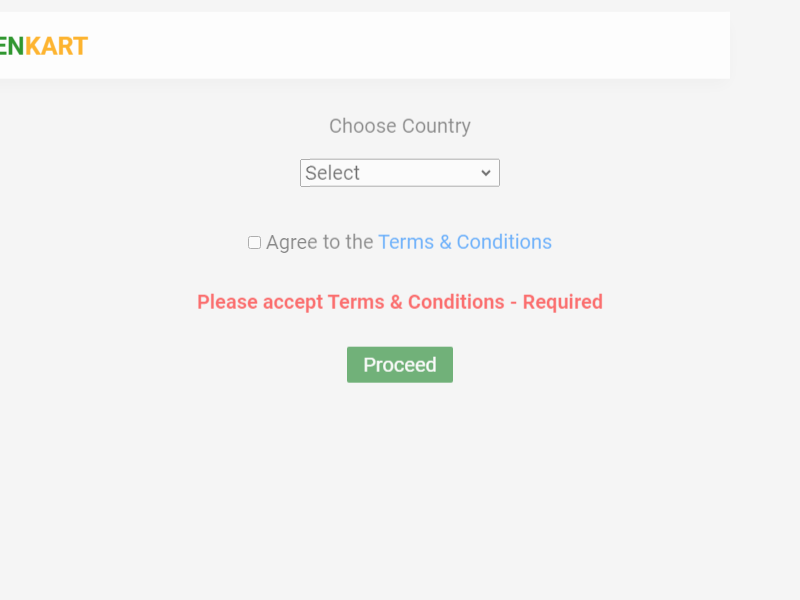 ENKART
Choose Country
Select
Agree to the Terms & Conditions
Please accept Terms & Conditions - Required
Proceed